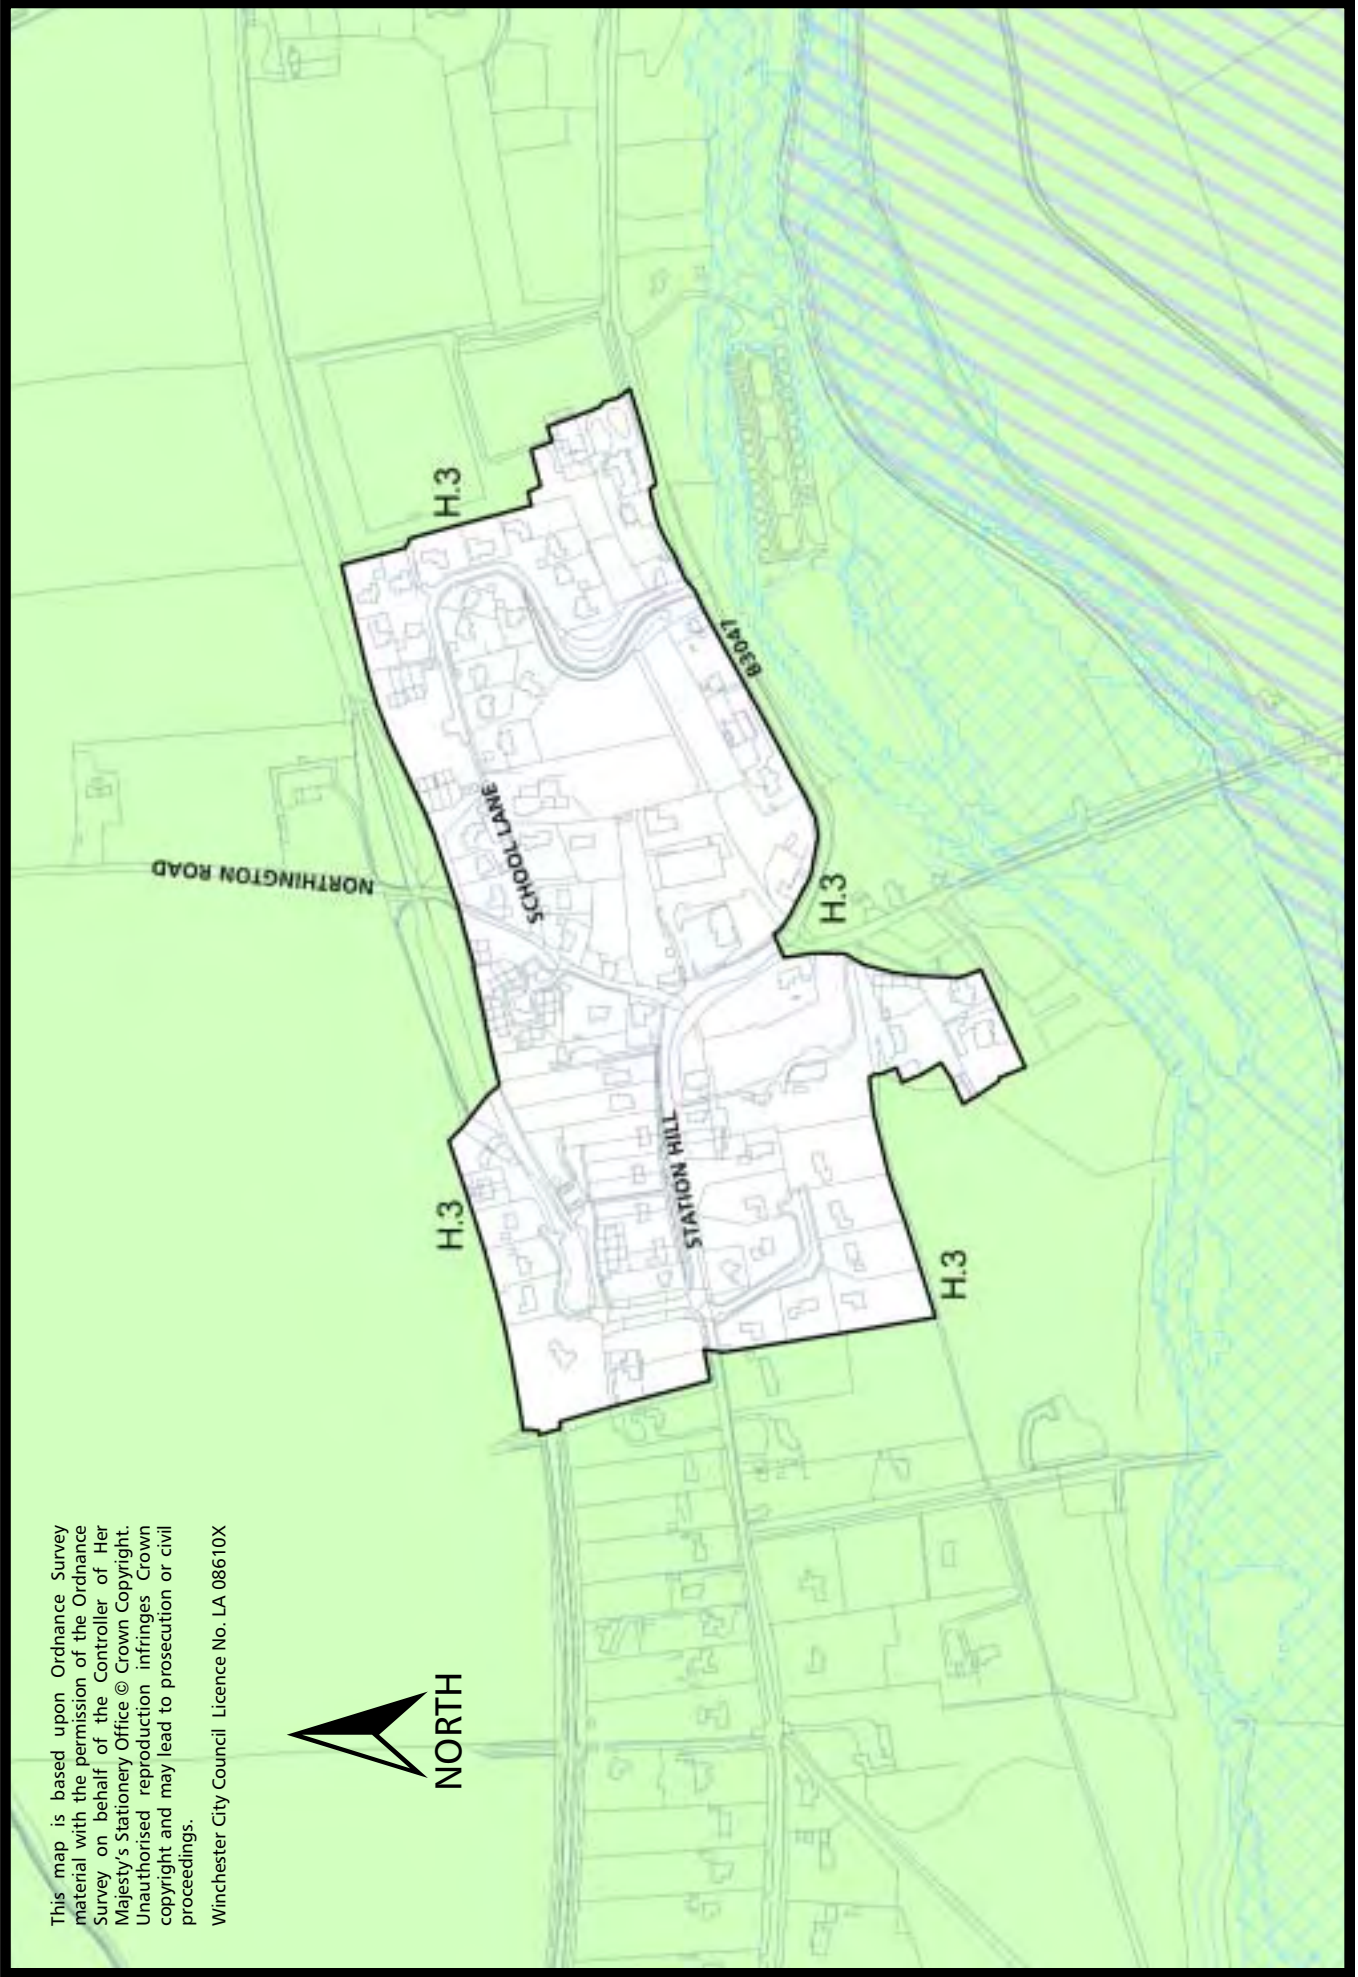 This map is based upon Ordnance Survey
material with the permission of the Ordnance
Survey on behalf of the Controller of Her
Majesty's Stationery Office © Crown Copyright.
Unauthorised reproduction infringes Crown
copyright and may lead to prosecution or civil
proceedings.
Winchester City Council Licence No. LA 08610X
NORTH
H.3
H.3
H.3
H.3
NORTHINGTON ROAD
SCHOOL LANE
STATION HILL
B3047